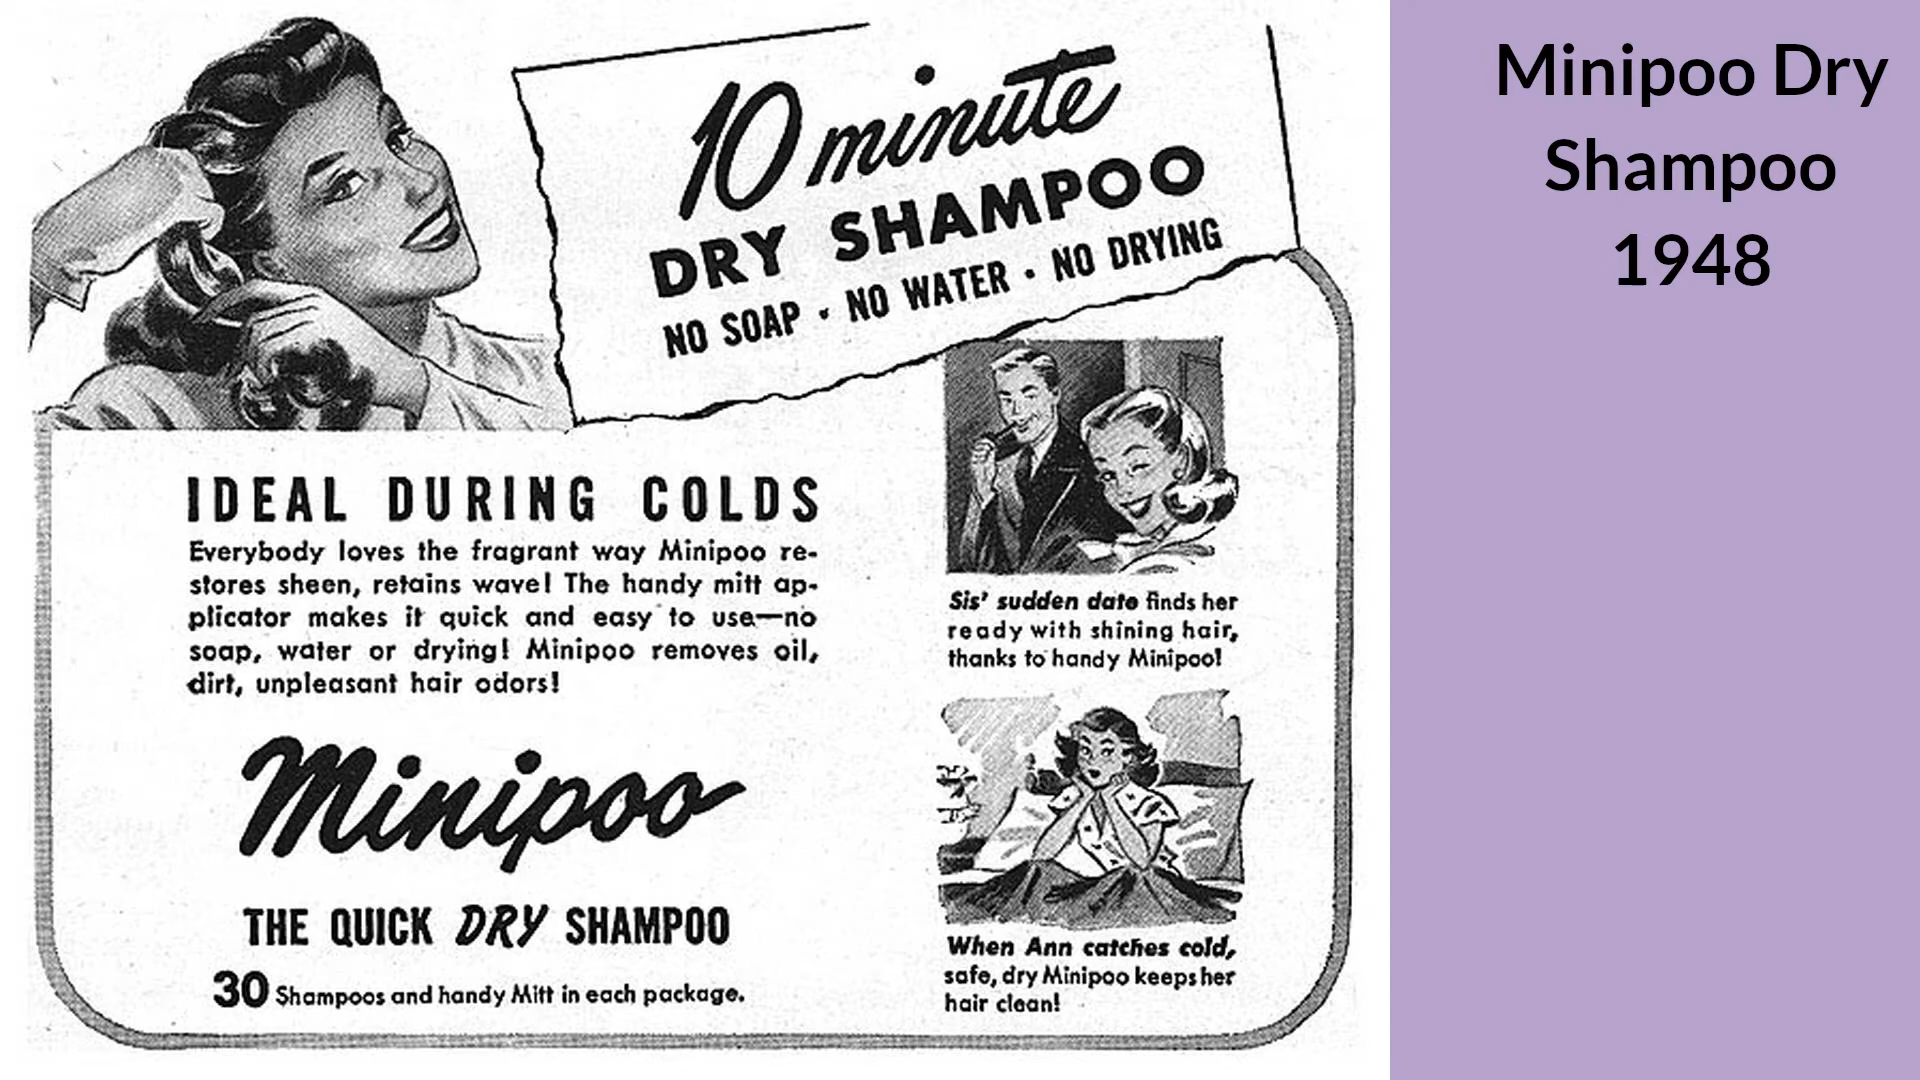 10 minute
DRY SHAMPOO
NO SOAP · NO WATER · NO DRYING
IDEAL DURING COLDS
Everybody loves the fragrant way Minipoo re-
stores sheen, retains wave! The handy mitt ap-
plicator makes it quick and easy to use—no
soap, water or drying! Minipoo removes oil,
dirt, unpleasant hair odors!
Minipoo
THE QUICK DRY SHAMPOO
30 Shampoos and handy Mitt in each package.
Sis' sudden date finds her
ready with shining hair,
thanks to handy Minipoo!
When Ann catches cold,
safe, dry Minipoo keeps her
hair clean!
Minipoo Dry
Shampoo
1948